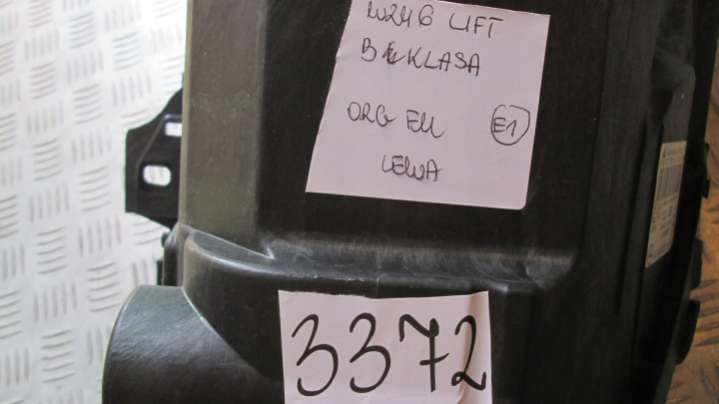 W246 LIFT
B KLASA
ORG EU E1
LEWA
3372